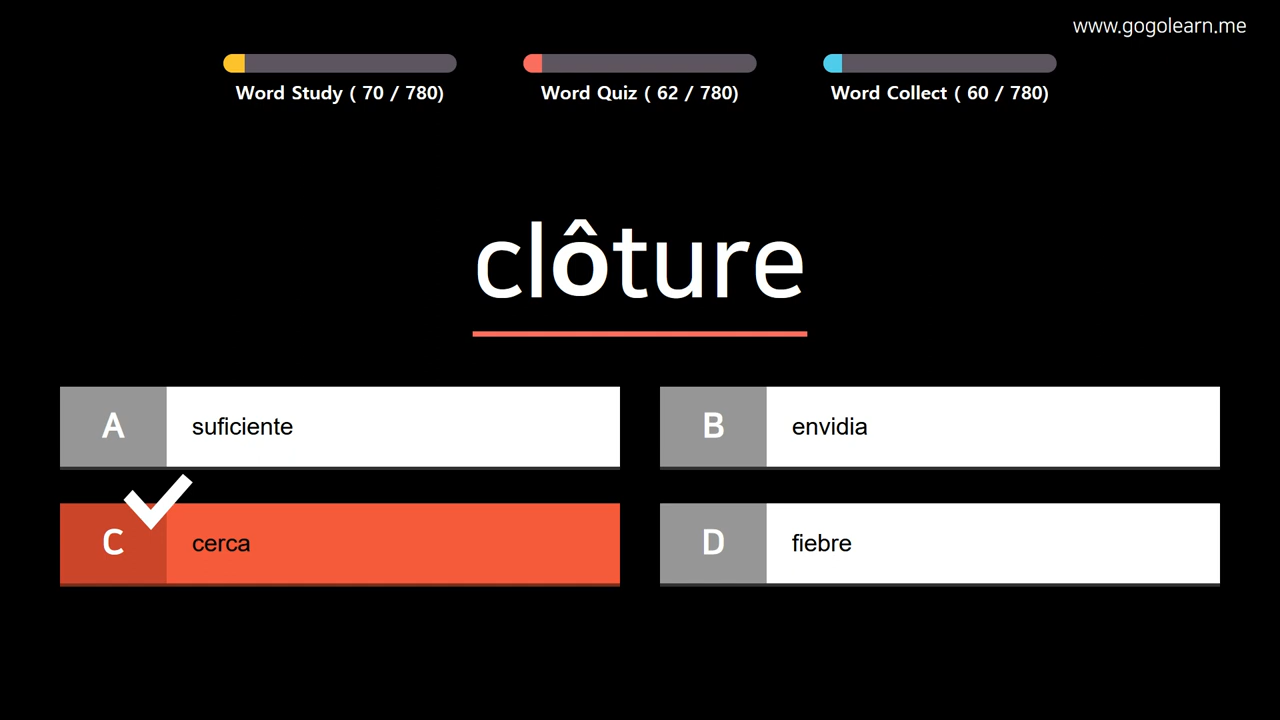 www.gogolearn.me
Word Study ( 70 / 780)
Word Quiz ( 62 / 780)
Word Collect ( 60 / 780)
clôture
A suficiente
B envidia
C cerca
D fiebre